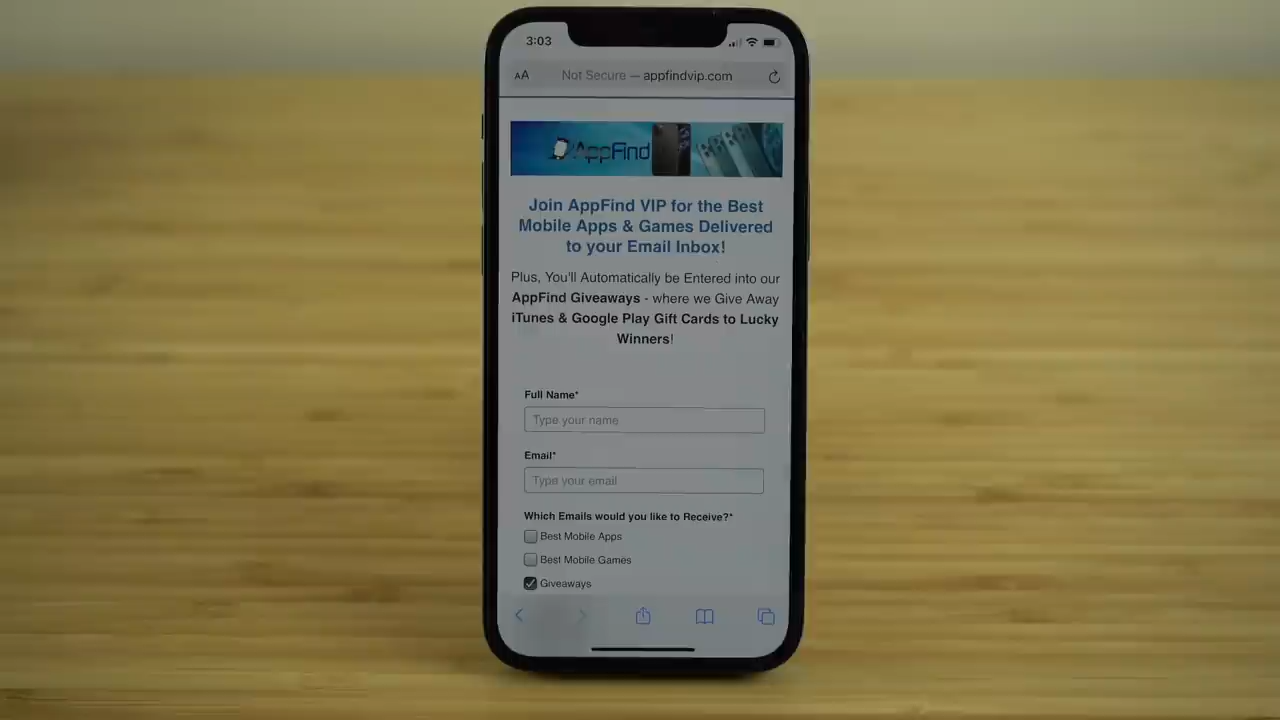 3:03
AA Not Secure — appfindvip.com
AppFind
Join AppFind VIP for the Best
Mobile Apps & Games Delivered
to your Email Inbox!
Plus, You'll Automatically be Entered into our
AppFind Giveaways - where we Give Away
iTunes & Google Play Gift Cards to Lucky
Winners!
Full Name*
Type your name
Email*
Type your email
Which Emails would you like to Receive?*
Best Mobile Apps
Best Mobile Games
Giveaways